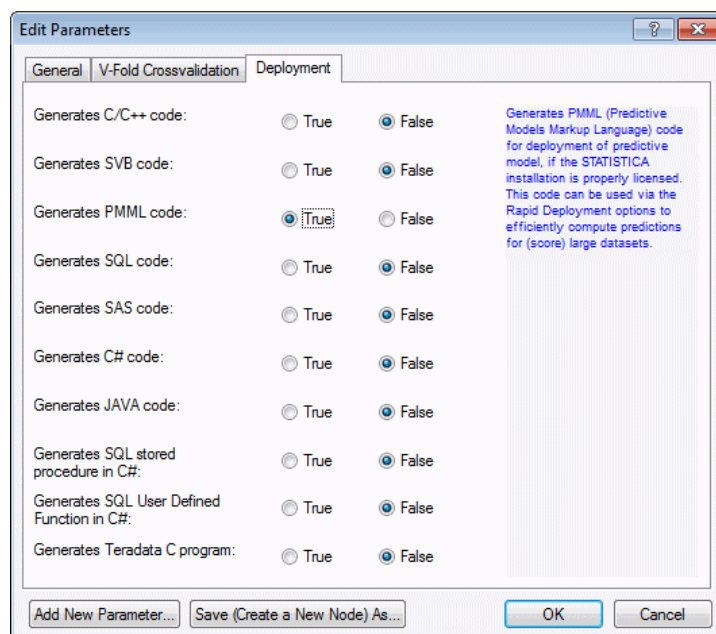 Edit Parameters
?
General
V-Fold Crossvalidation
Deployment
Generates C/C++ code:
True
False
Generates SVB code:
True
False
Generates PMML code:
True
False
Generates SQL code:
True
False
Generates SAS code:
True
False
Generates C# code:
True
False
Generates JAVA code:
True
False
Generates SQL stored
procedure in C#:
True
False
Generates SQL User Defined
Function in C#:
True
False
Generates Teradata C program:
True
False
Generates PMML (Predictive
Models Markup Language) code
for deployment of predictive
model, if the STATISTICA
installation is properly licensed.
This code can be used via the
Rapid Deployment options to
efficiently compute predictions
for (score) large datasets.
Add New Parameter...
Save (Create a New Node) As...
OK
Cancel